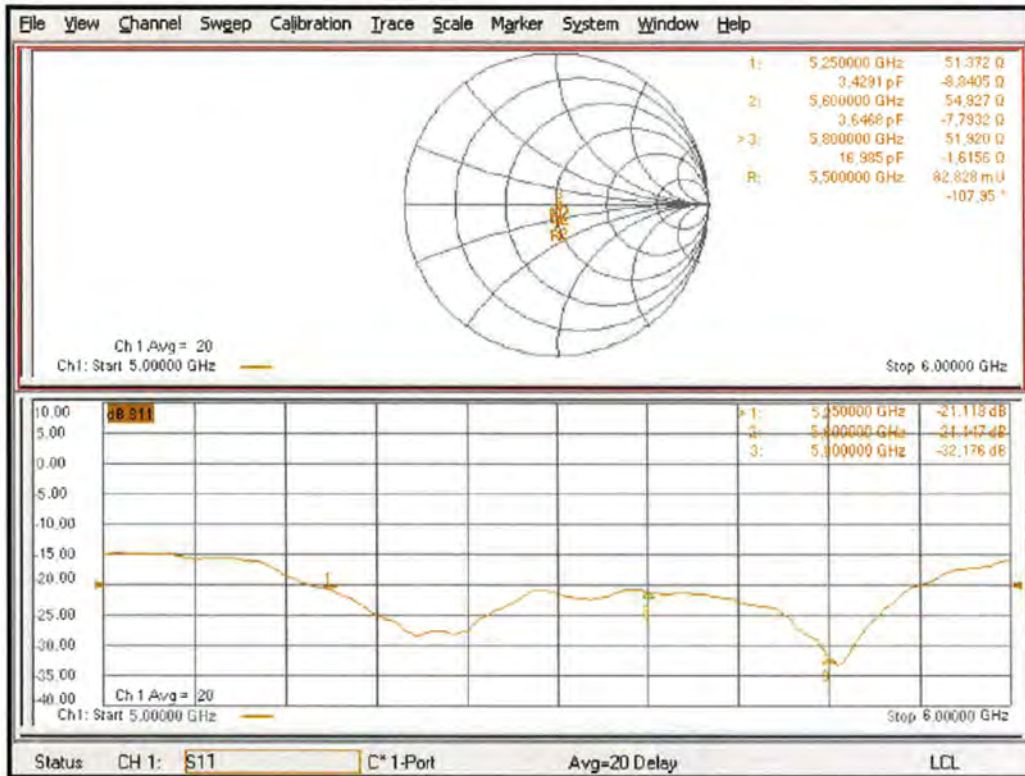 File View Channel Sweep Calibration Trace Scale Marker System Window Help
1: 5,250000 GHz 51.372 Ω
3.4291 pF -8.8405 Ω
2: 5,600000 GHz 54,927 Ω
3.6468 pF -7,7932 Ω
> 3: 5,800000 GHz 51,920 Ω
16,985 pF -1.6156 Ω
R: 5,500000 GHz 82,828 mU
-107,95 °
Ch 1 Avg = 20
Ch1: Start 5.00000 GHz Stop 6.00000 GHz
10.00 dB S11 > 1: 5,250000 GHz -21.118 dB
5.00 2: GHz dB
0.00 3: GHz -32,176 dB
-5.00
-10.00
-15.00
-20.00 1
-25.00
-30.00
-35.00
-40.00 Ch 1 Avg = 20
Ch1: Start 5.00000 GHz Stop 6.00000 GHz
Status CH 1: S11 C* 1-Port Avg=20 Delay LCL